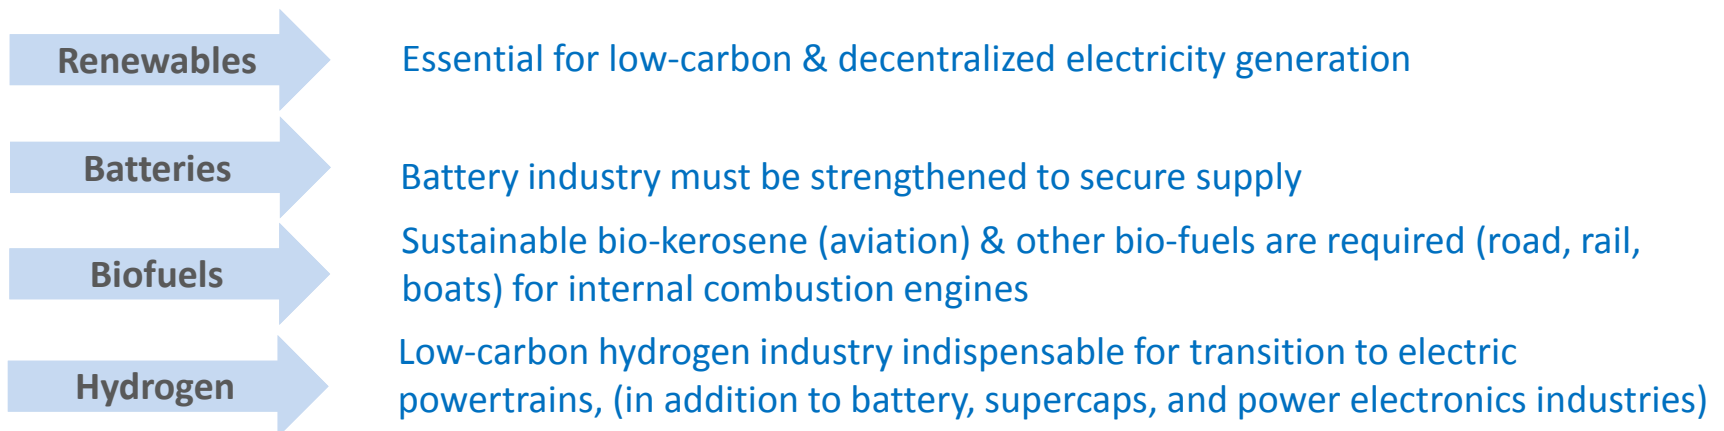 Renewables
Essential for low-carbon & decentralized electricity generation
Batteries
Battery industry must be strengthened to secure supply
Biofuels
Sustainable bio-kerosene (aviation) & other bio-fuels are required (road, rail,
boats) for internal combustion engines
Hydrogen
Low-carbon hydrogen industry indispensable for transition to electric
powertrains, (in addition to battery, supercaps, and power electronics industries)